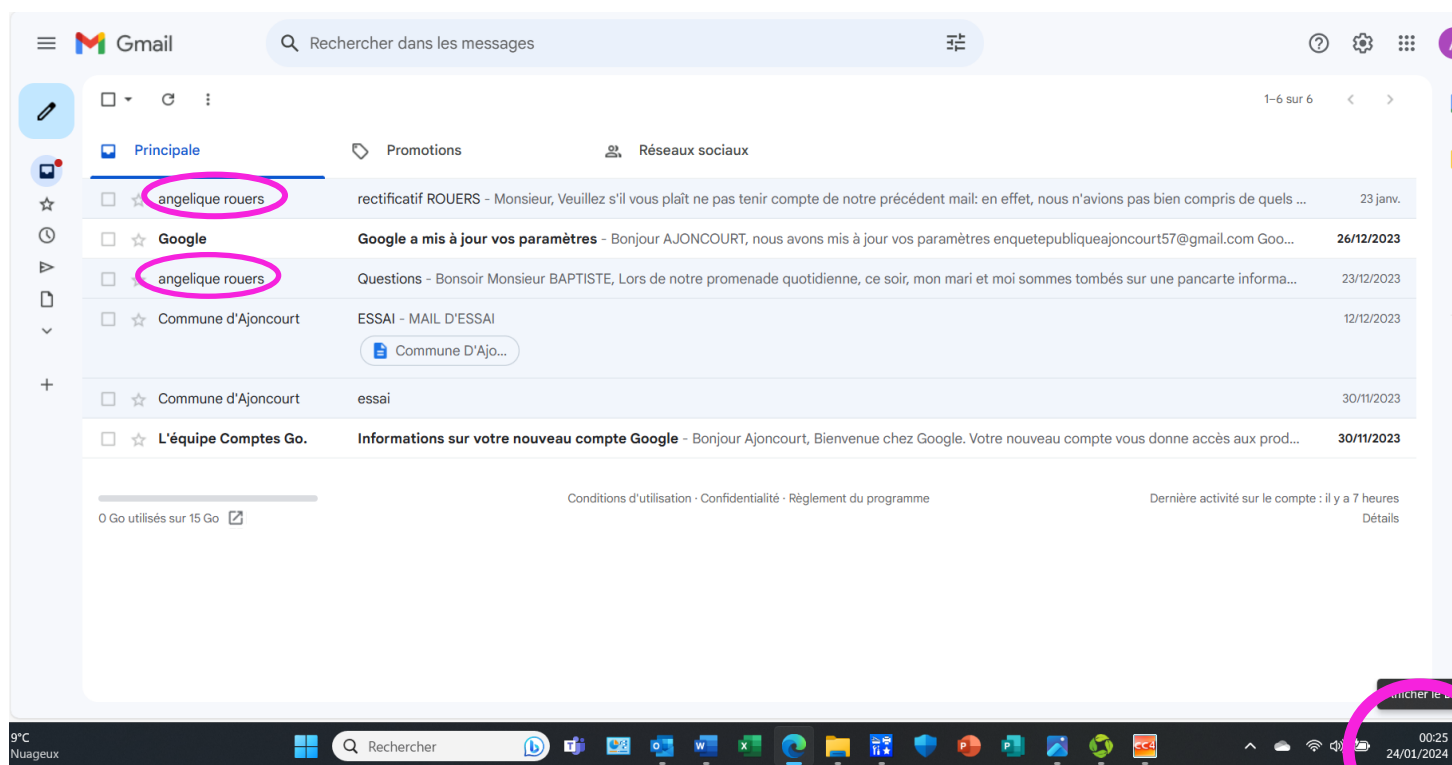 Gmail
Rechercher dans les messages
1–6 sur 6
Principale
Promotions
Réseaux sociaux
angelique rouers rectificatif ROUERS - Monsieur, Veuillez s'il vous plaît ne pas tenir compte de notre précédent mail: en effet, nous n'avions pas bien compris de quels ... 23 janv.
Google Google a mis à jour vos paramètres - Bonjour AJONCOURT, nous avons mis à jour vos paramètres enquetepubliqueajoncourt57@gmail.com Goo... 26/12/2023
angelique rouers Questions - Bonsoir Monsieur BAPTISTE, Lors de notre promenade quotidienne, ce soir, mon mari et moi sommes tombés sur une pancarte informa... 23/12/2023
Commune d'Ajoncourt ESSAI - MAIL D'ESSAI 12/12/2023
Commune D'Ajo...
Commune d'Ajoncourt essai 30/11/2023
L'équipe Comptes Go. Informations sur votre nouveau compte Google - Bonjour Ajoncourt, Bienvenue chez Google. Votre nouveau compte vous donne accès aux prod... 30/11/2023
Conditions d'utilisation · Confidentialité · Règlement du programme
Dernière activité sur le compte : il y a 7 heures
0 Go utilisés sur 15 Go
Détails
le
9°C
Nuageux
Rechercher
00:25
24/01/2024